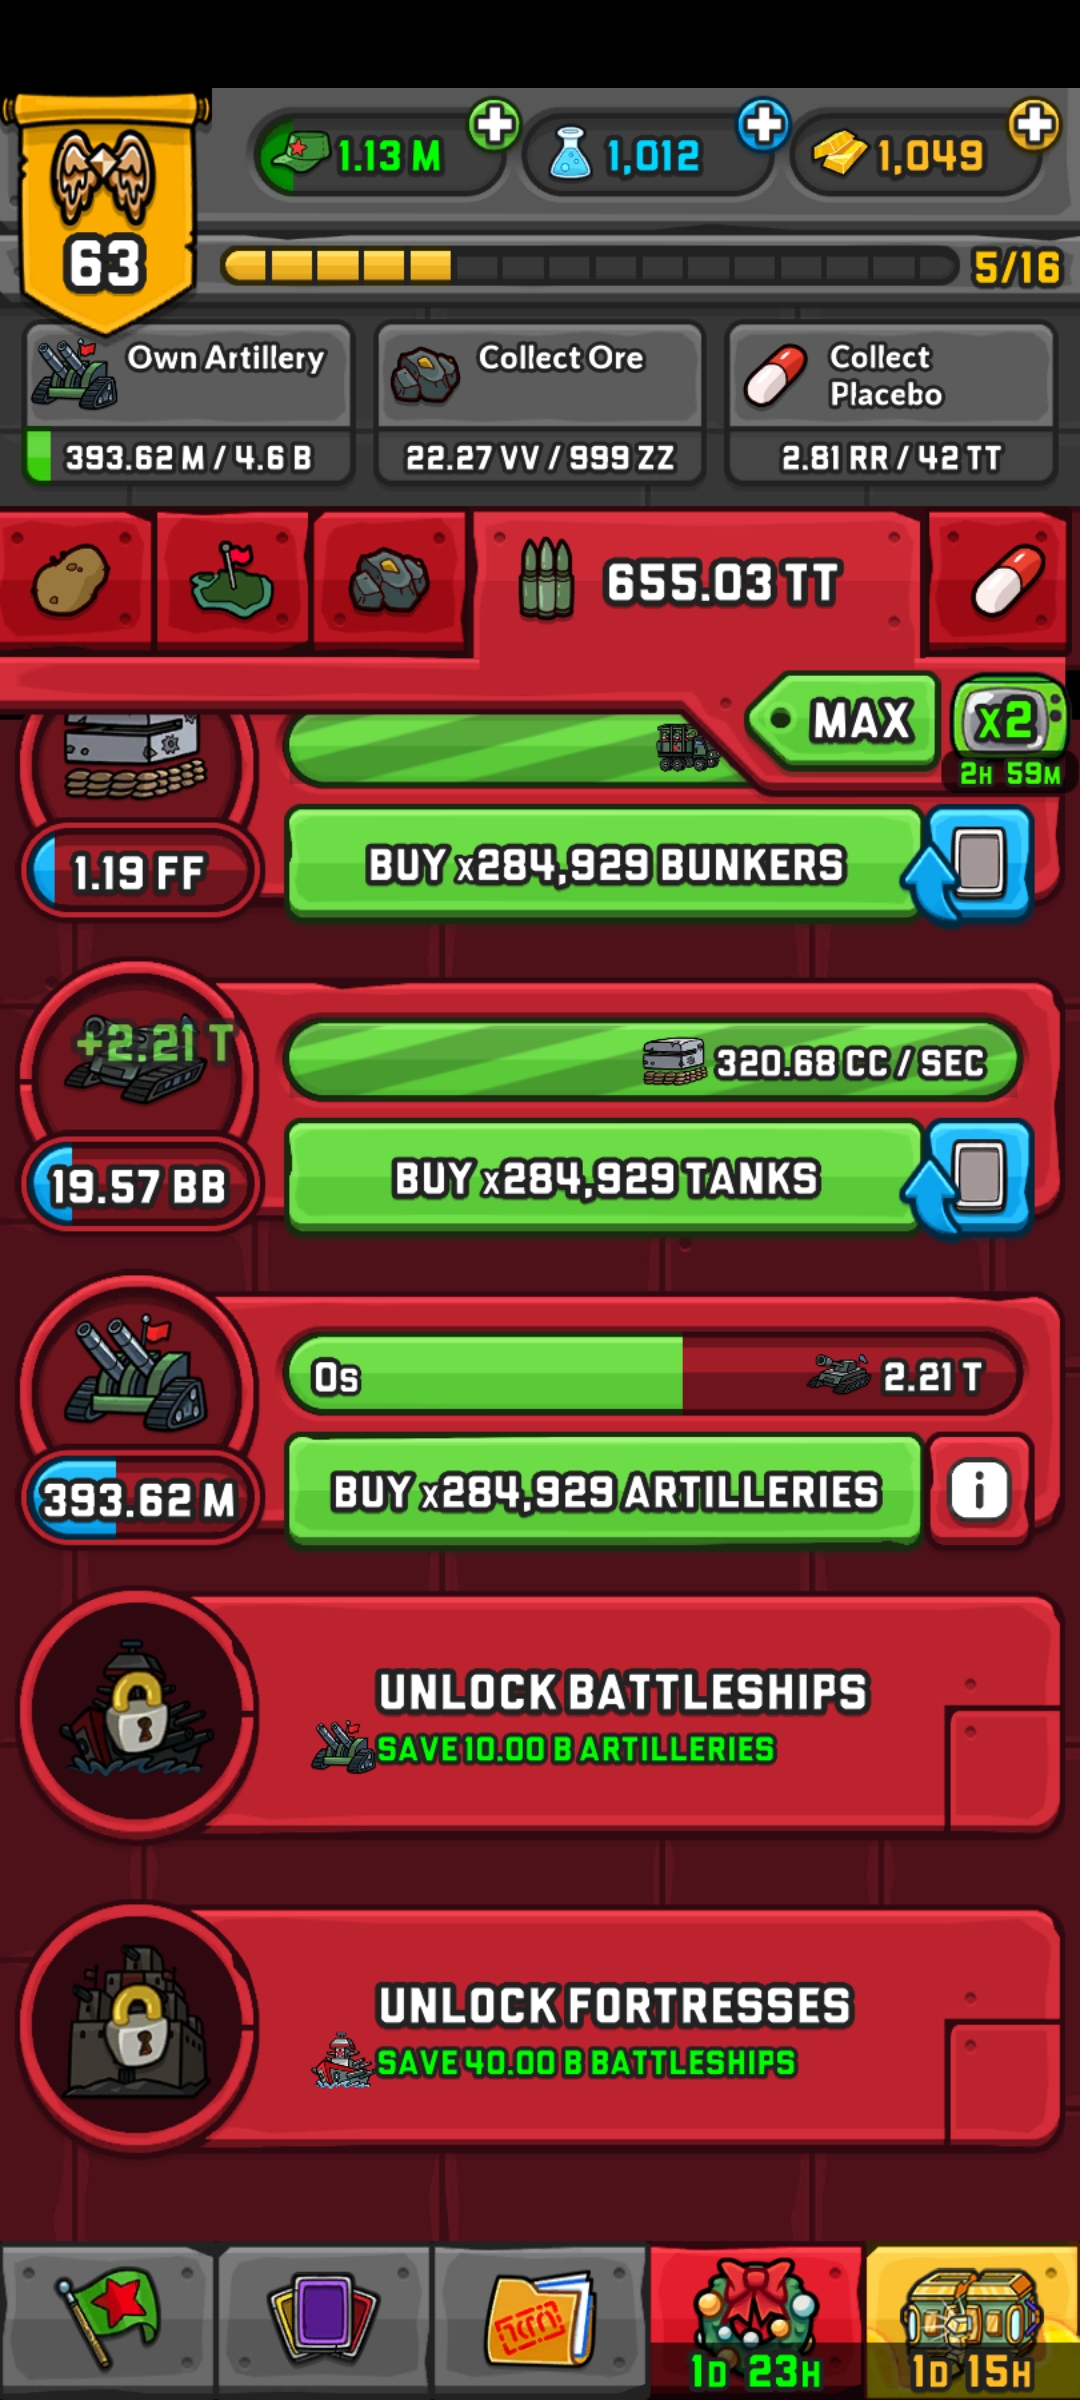 1.13 M
1,012
1,049
63
5/16
Own Artillery
393.62 M / 4.6 B
Collect Ore
22.27 VV / 999 ZZ
Collect
Placebo
2.81 RR / 42 TT
655.03 TT
MAX
x2
2H 59M
1.19 FF
BUY x284,929 BUNKERS
+2.21 T
320.68 CC / SEC
19.57 BB
BUY x284,929 TANKS
0s
2.21 T
393.62 M
BUY x284,929 ARTILLERIES
i
UNLOCK BATTLESHIPS
SAVE 10.00 B ARTILLERIES
UNLOCK FORTRESSES
SAVE 40.00 B BATTLESHIPS
1D 23H
1D 15H